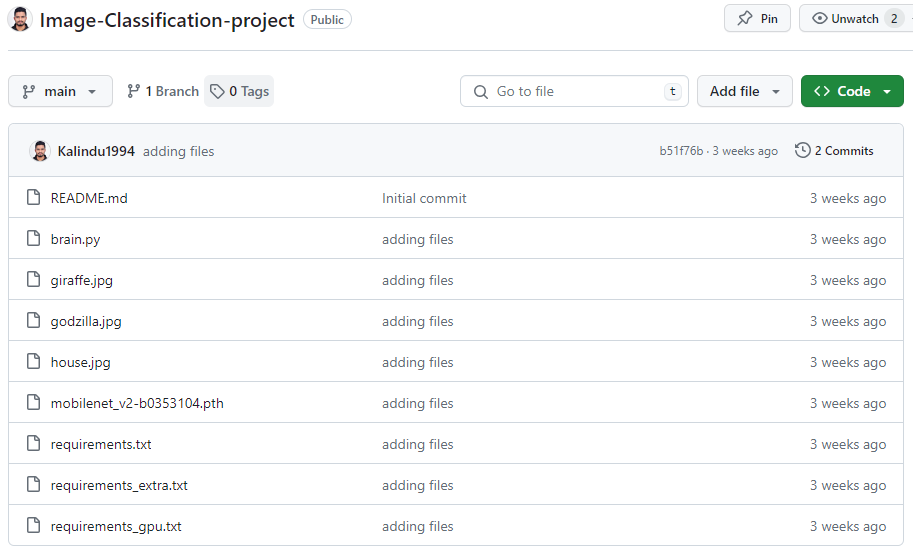 Image-Classification-project Public Pin Unwatch 2
main 1 Branch 0 Tags Go to file t Add file Code
Kalindu1994 adding files b51f76b · 3 weeks ago 2 Commits
README.md Initial commit 3 weeks ago
brain.py adding files 3 weeks ago
giraffe.jpg adding files 3 weeks ago
godzilla.jpg adding files 3 weeks ago
house.jpg adding files 3 weeks ago
mobilenet_v2-b0353104.pth adding files 3 weeks ago
requirements.txt adding files 3 weeks ago
requirements_extra.txt adding files 3 weeks ago
requirements_gpu.txt adding files 3 weeks ago